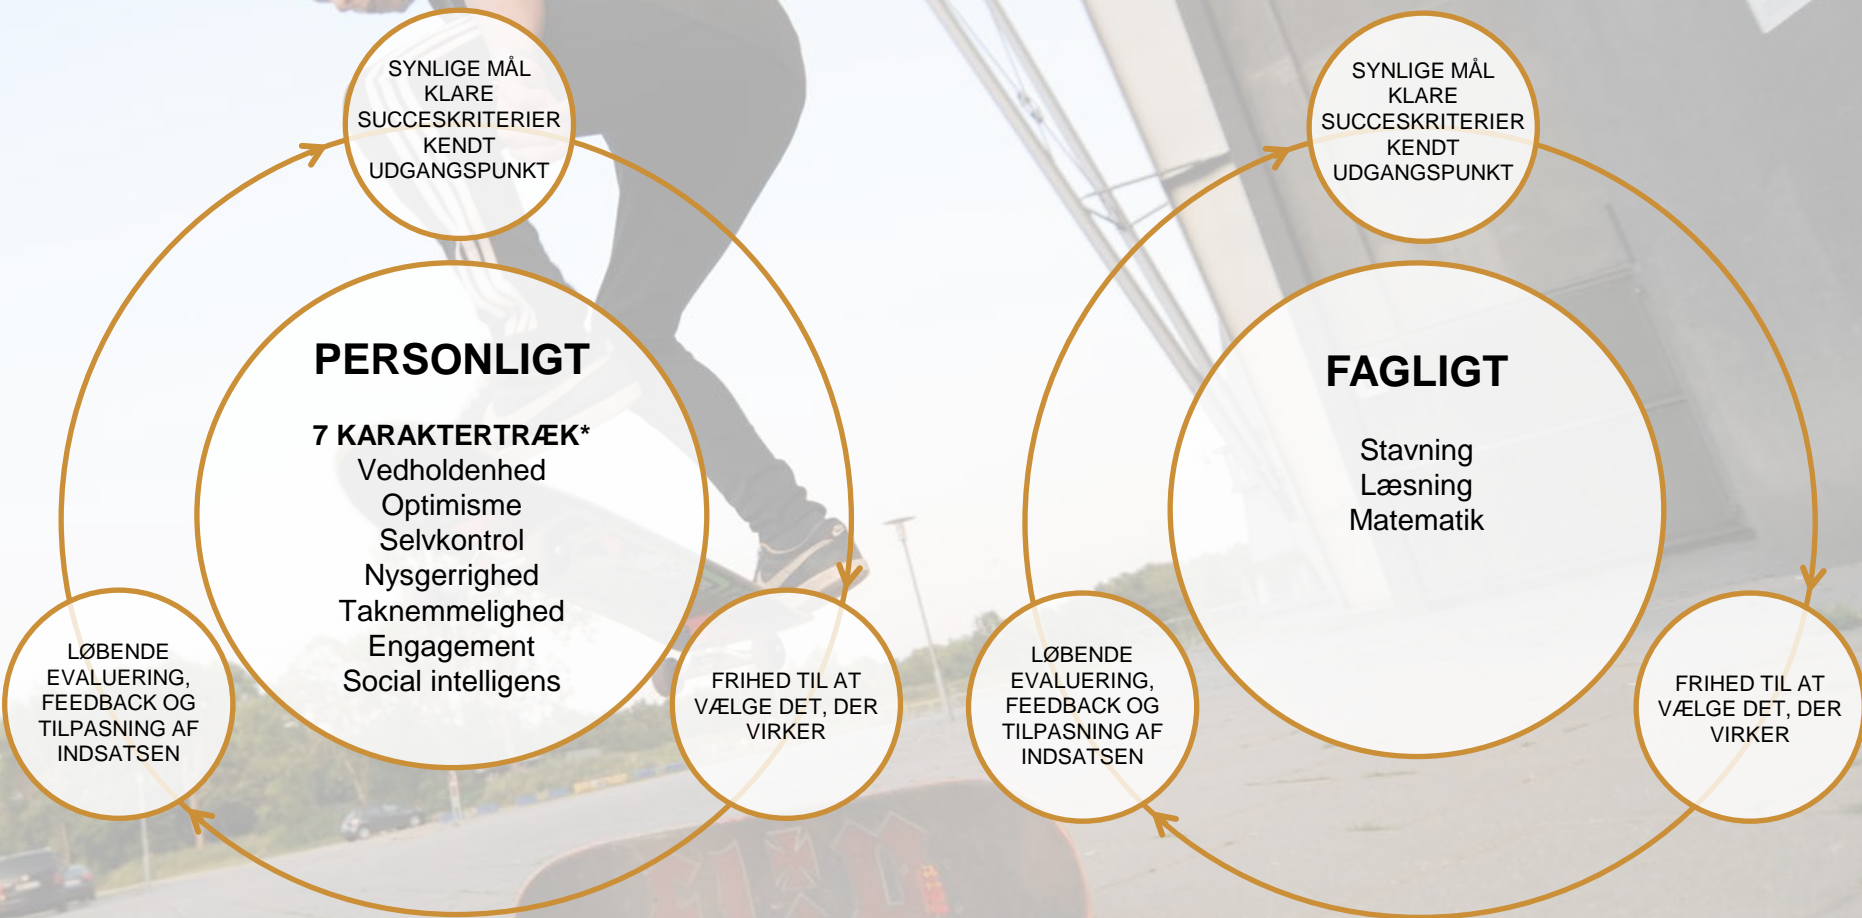 SYNLIGE MÅL
KLARE
SUCCESKRITERIER
KENDT
UDGANGSPUNKT
PERSONLIGT
7 KARAKTERTRÆK*
Vedholdenhed
Optimisme
Selvkontrol
Nysgerrighed
Taknemmelighed
Engagement
Social intelligens
LØBENDE
EVALUERING,
FEEDBACK OG
TILPASNING AF
INDSATSEN
FRIHED TIL AT
VÆLGE DET, DER
VIRKER
SYNLIGE MÅL
KLARE
SUCCESKRITERIER
KENDT
UDGANGSPUNKT
FAGLIGT
Stavning
Læsning
Matematik
LØBENDE
EVALUERING,
FEEDBACK OG
TILPASNING AF
INDSATSEN
FRIHED TIL AT
VÆLGE DET, DER
VIRKER